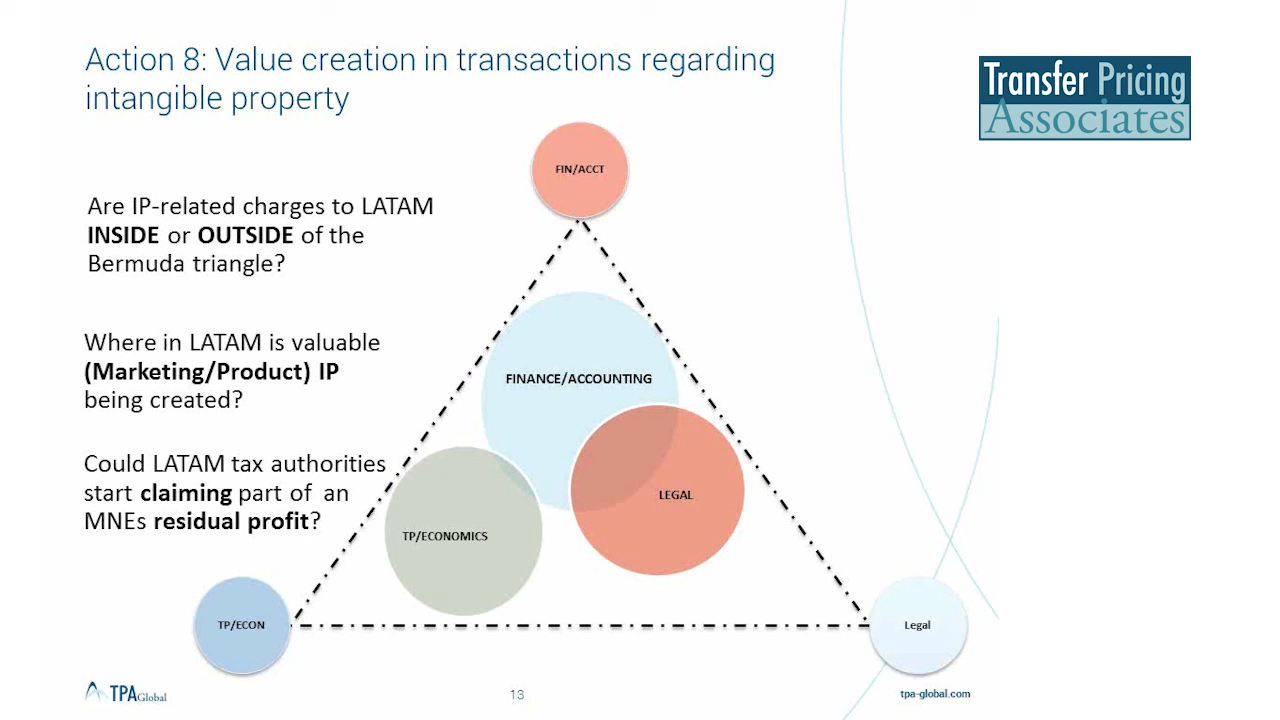 Action 8: Value creation in transactions regarding
intangible property
Transfer Pricing
Associates
FIN/ACCT
Are IP-related charges to LATAM
INSIDE or OUTSIDE of the
Bermuda triangle?
Where in LATAM is valuable
(Marketing/Product) IP
being created?
FINANCE/ACCOUNTING
Could LATAM tax authorities
start claiming part of an
MNEs residual profit?
LEGAL
TP/ECONOMICS
TP/ECON
Legal
TPA Global
13
tpa-global.com